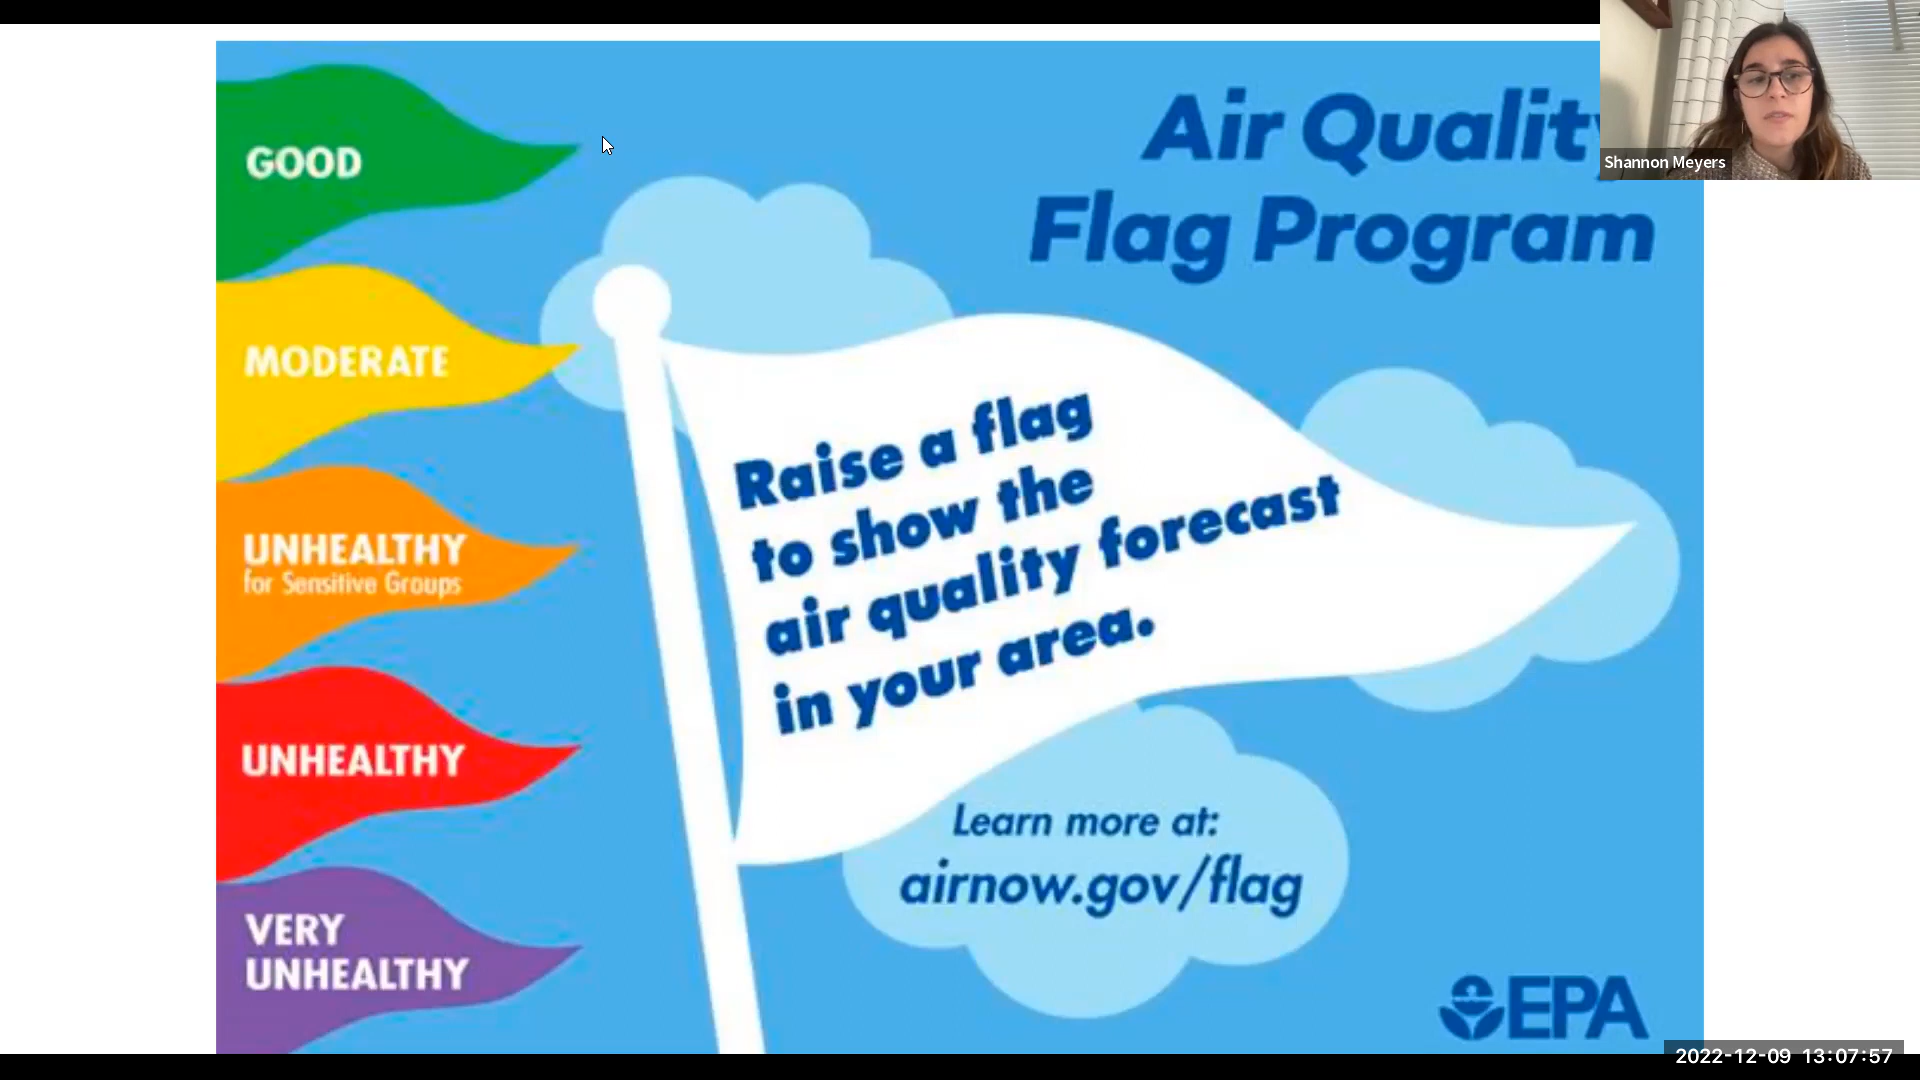 GOOD
MODERATE
UNHEALTHY
for Sensitive Groups
UNHEALTHY
VERY
UNHEALTHY
Air Quality
Flag Program
Raise a flag
to show the
air quality forecast
in your area.
Learn more at:
airnow.gov/flag
EPA
Shannon Meyers
2022-12-09 13:07:57